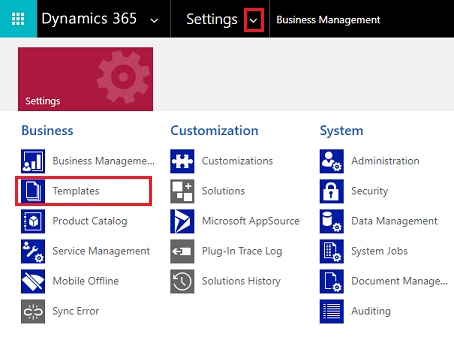 Dynamics 365 Settings Business Management
Settings
Business Customization System
Business Manageme... Customizations Administration
Templates Solutions Security
Product Catalog Microsoft AppSource Data Management
Service Management Plug-In Trace Log System Jobs
Mobile Offline Solutions History Document Manage...
Sync Error Auditing